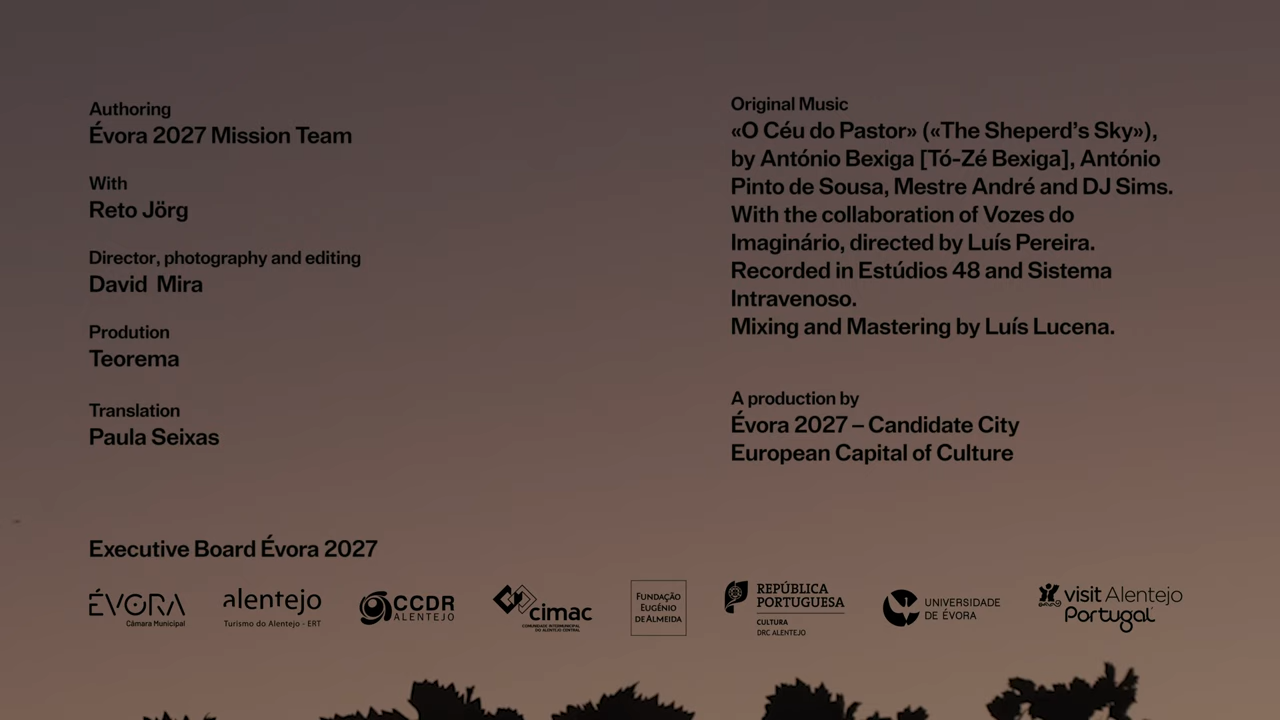 Authoring
Évora 2027 Mission Team
With
Reto Jörg
Director, photography and editing
David  Mira
Prodution
Teorema
Translation
Paula Seixas
Original Music
«O Céu do Pastor» («The Sheperd's Sky»),
by António Bexiga [Tó-Zé Bexiga], António
Pinto de Sousa, Mestre André and DJ Sims.
With the collaboration of Vozes do
Imaginário, directed by Luís Pereira.
Recorded in Estúdios 48 and Sistema
Intravenoso.
Mixing and Mastering by Luís Lucena.
A production by
Évora 2027 – Candidate City
European Capital of Culture
Executive Board Évora 2027
ÉVORA
Câmara Municipal
alentejo
Turismo do Alentejo - ERT
CCDR
ALENTEJO
cimac
COMUNIDADE INTERMUNICIPAL
DO ALENTEJO CENTRAL
FUNDAÇÃO
EUGÉNIO
DE ALMEIDA
REPÚBLICA
PORTUGUESA
CULTURA
DRC ALENTEJO
UNIVERSIDADE
DE ÉVORA
visit Alentejo
Portugal